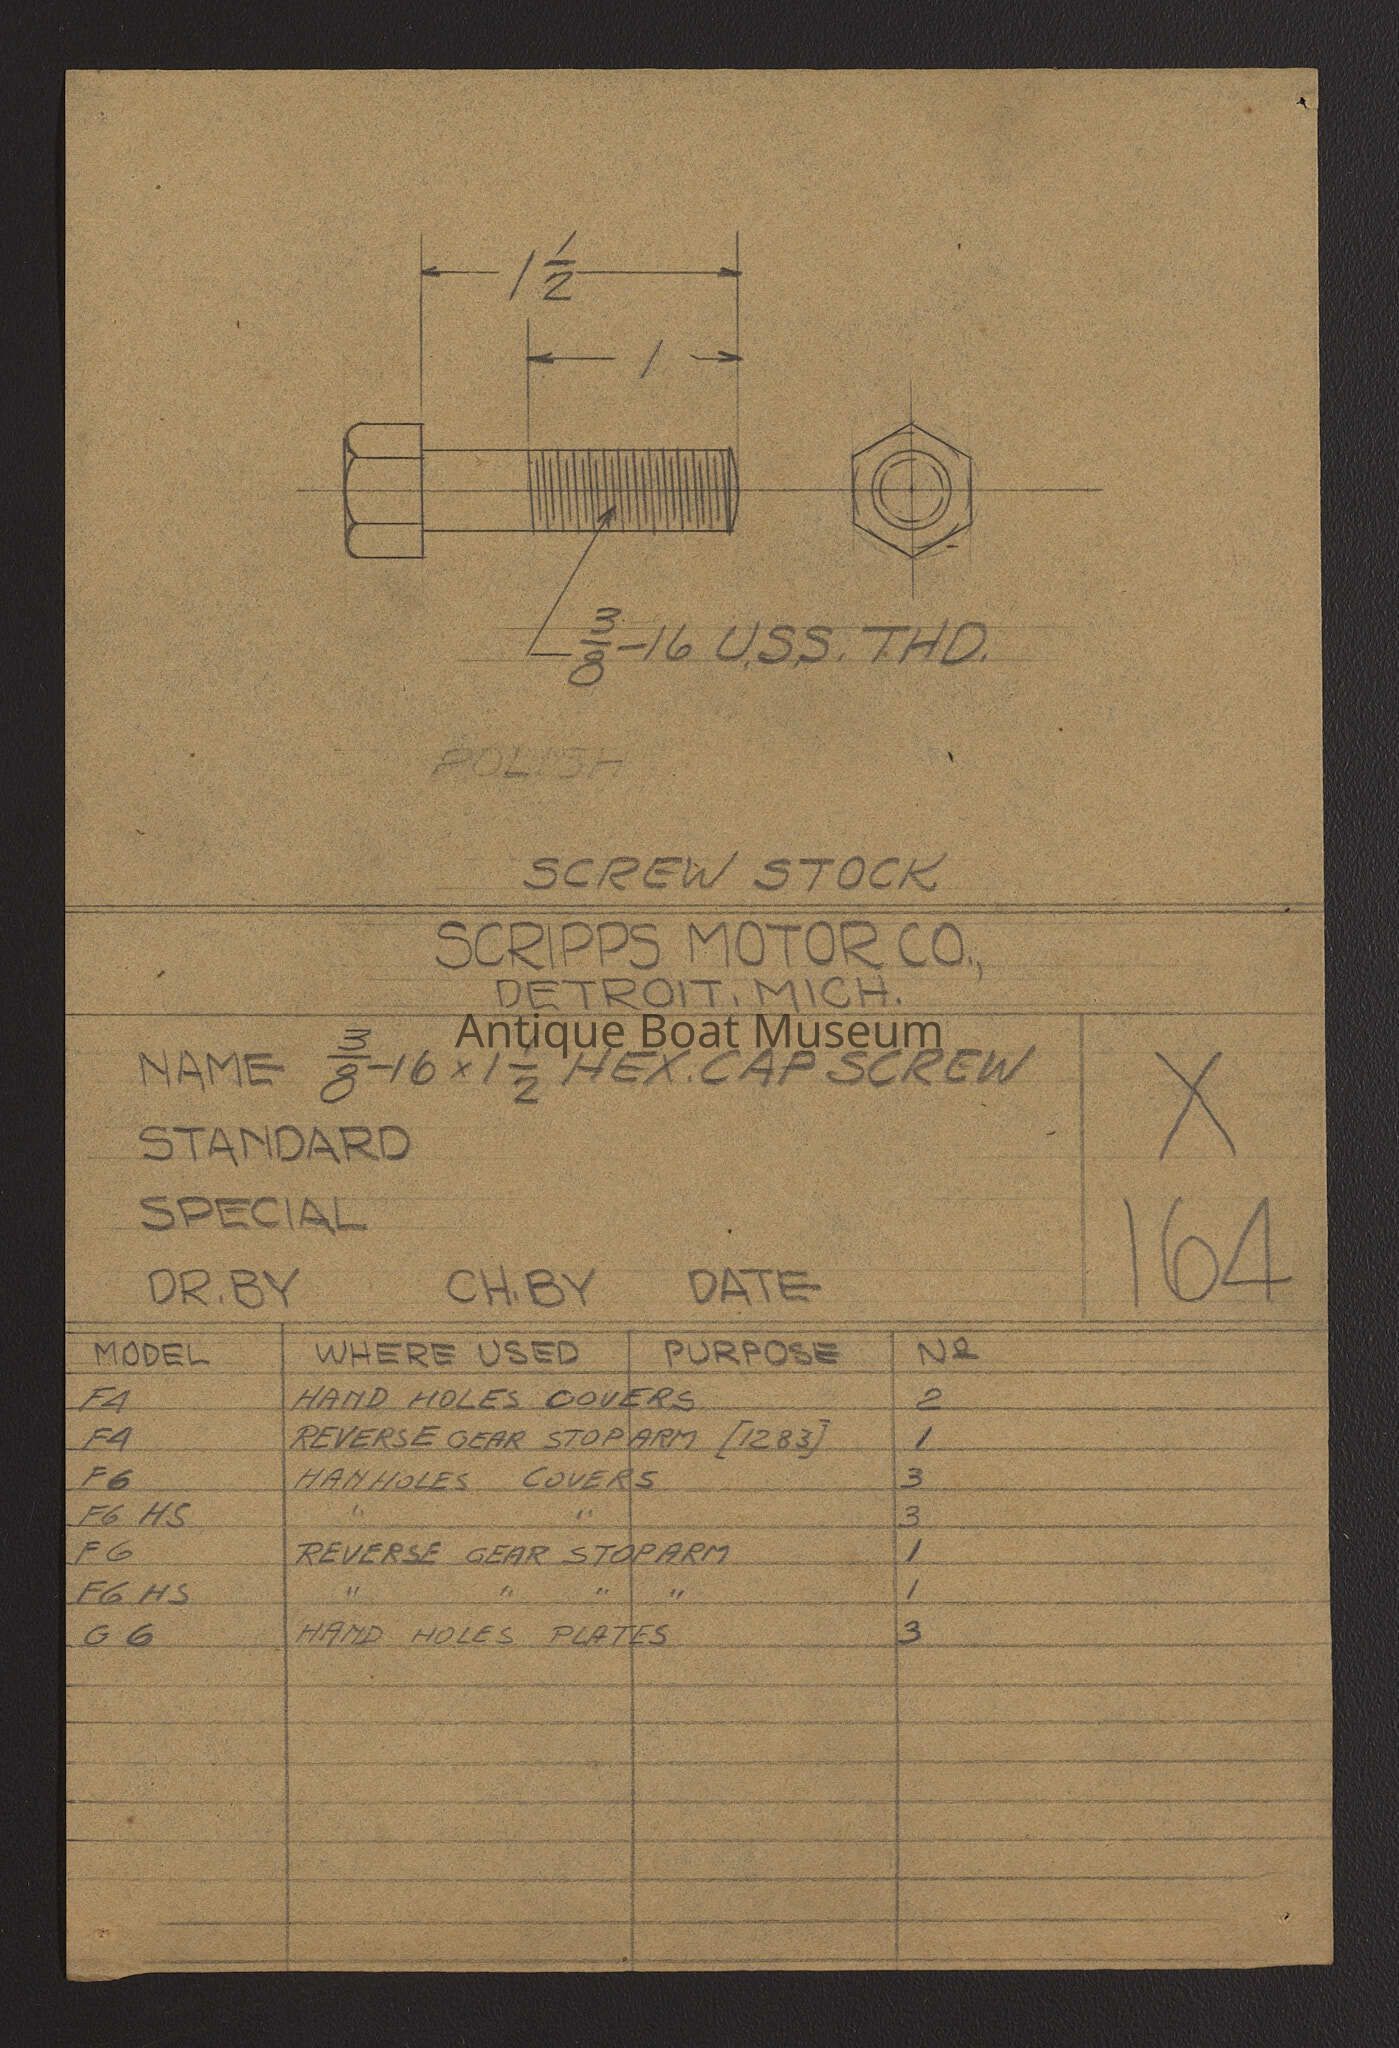 1 1/2
1
3/8-16 U.S.S. THD.
POLISH
SCREW STOCK
SCRIPPS MOTOR CO.,
DETROIT. MICH.
Antique Boat Museum
NAME 3/8-16 x 1 1/2 HEX. CAP SCREW
X
STANDARD
SPECIAL
164
DR. BY CH. BY DATE
MODEL WHERE USED PURPOSE No
F4 HAND HOLES COVERS 2
F4 REVERSE GEAR STOP ARM [1283] 1
F6 HANHOLES COVERS 3
F6 HS " " 3
F6 REVERSE GEAR STOP ARM 1
F6 HS " " " " 1
G 6 HAND HOLES PLATES 3